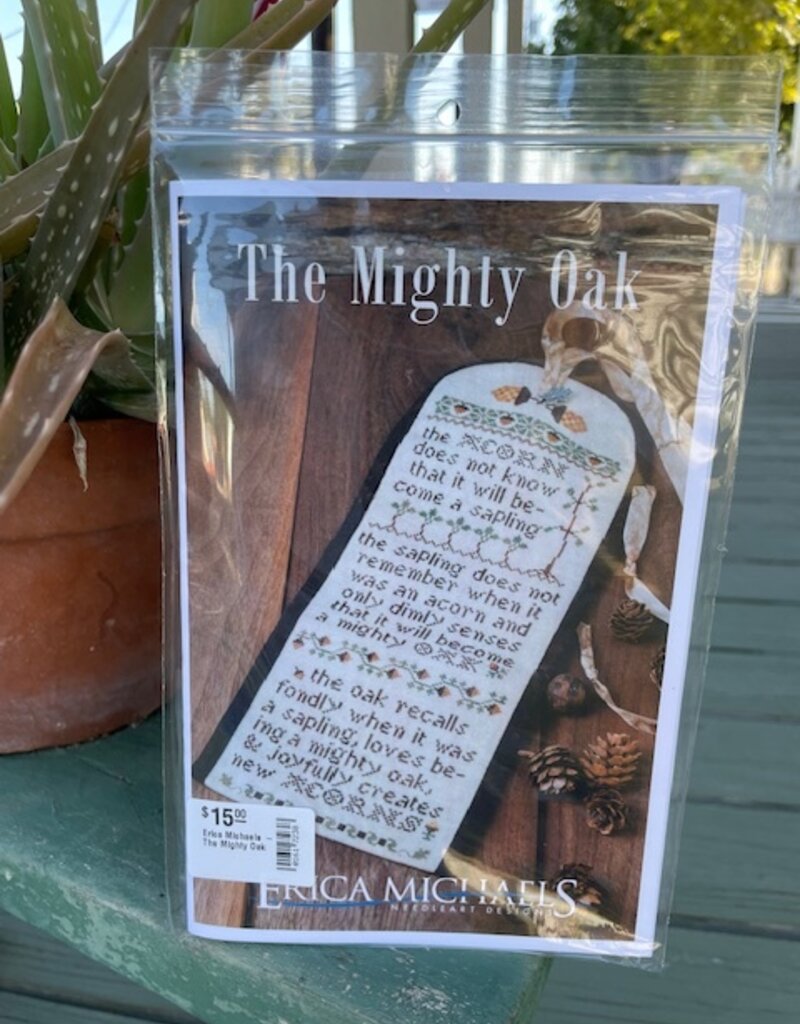 The Mighty Oak
the ACORN
does not know
that it will be-
come a sapling
the sapling does not
remember when it
was an acorn and
only dimly senses
that it will become
a mighty OAK
the oak recalls
fondly when it was
a sapling, loves be-
ing a mighty oak,
& joyfully creates
new ACORNS
$15.00
Erica Michaels -
The Mighty Oak
ERICA MICHAELS
NEEDLEART DESIGNS